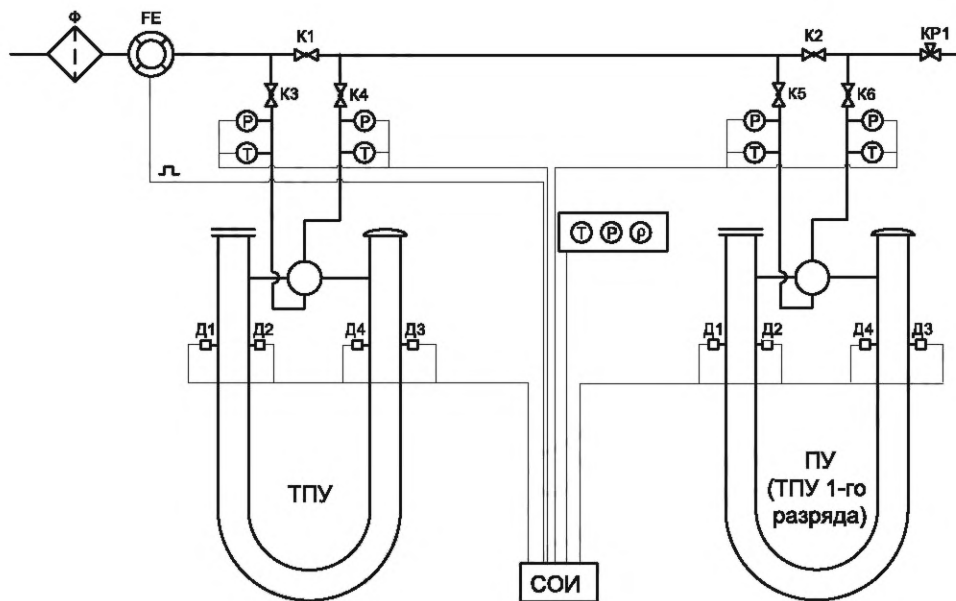 Ф FE К1 К2 КР1
К3 К4 К5 К6
P P P P
T T T T
T P ρ
Д1 Д2 Д4 Д3 Д1 Д2 Д4 Д3
ТПУ
ПУ
(ТПУ 1-го
разряда)
СОИ